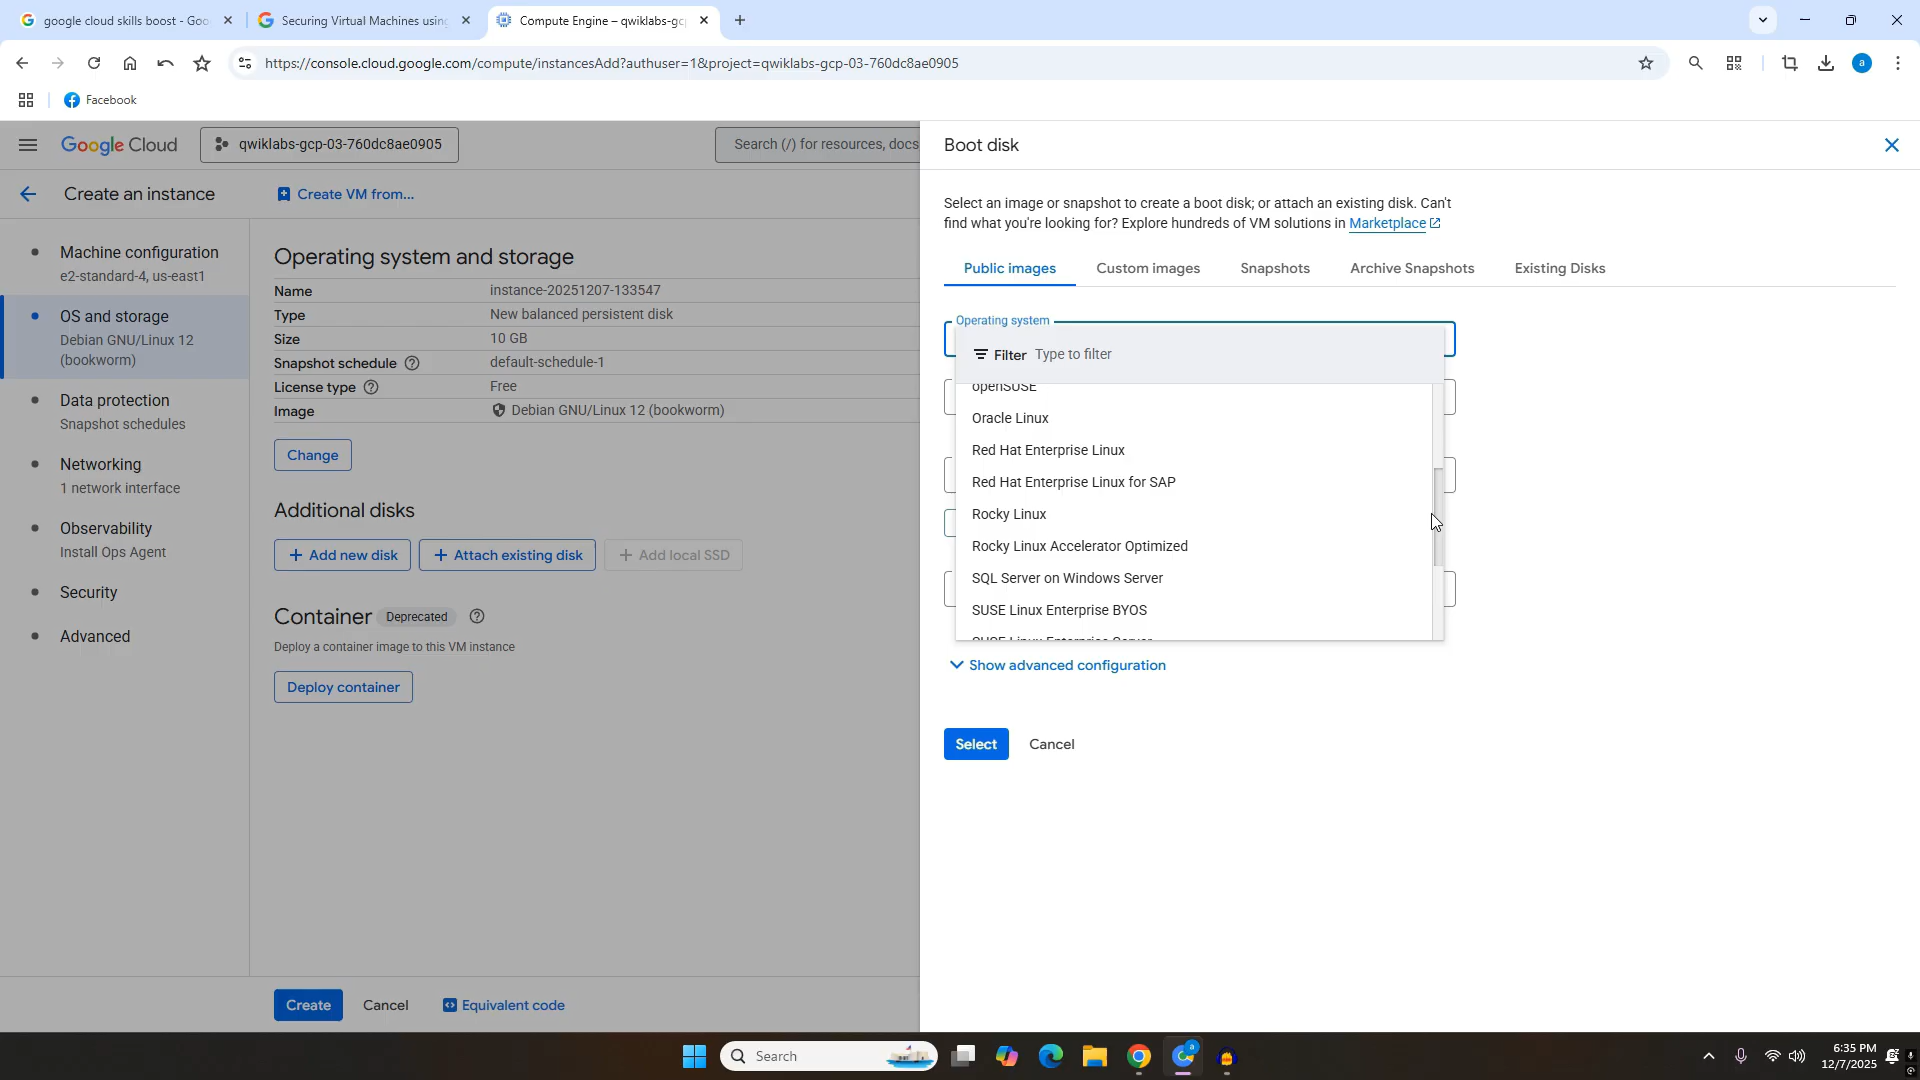 google cloud skills boost - Goo
Securing Virtual Machines using
Compute Engine – qwiklabs-gc
https://console.cloud.google.com/compute/instancesAdd?authuser=1&project=qwiklabs-gcp-03-760dc8ae0905
a
Facebook
Google Cloud
qwiklabs-gcp-03-760dc8ae0905
Search (/) for resources, docs
Create an instance
Create VM from...
Machine configuration
e2-standard-4, us-east1
OS and storage
Debian GNU/Linux 12
(bookworm)
Data protection
Snapshot schedules
Networking
1 network interface
Observability
Install Ops Agent
Security
Advanced
Operating system and storage
Name instance-20251207-133547
Type New balanced persistent disk
Size 10 GB
Snapshot schedule default-schedule-1
License type Free
Image Debian GNU/Linux 12 (bookworm)
Change
Additional disks
Add new disk
Attach existing disk
Add local SSD
Container Deprecated
Deploy a container image to this VM instance
Deploy container
Create
Cancel
Equivalent code
Boot disk
Select an image or snapshot to create a boot disk; or attach an existing disk. Can't
find what you're looking for? Explore hundreds of VM solutions in Marketplace
Public images
Custom images
Snapshots
Archive Snapshots
Existing Disks
Operating system
Filter Type to filter
openSUSE
Oracle Linux
Red Hat Enterprise Linux
Red Hat Enterprise Linux for SAP
Rocky Linux
Rocky Linux Accelerator Optimized
SQL Server on Windows Server
SUSE Linux Enterprise BYOS
SUSE Linux Enterprise Server
Show advanced configuration
Select
Cancel
Search
a
6:35 PM
12/7/2025